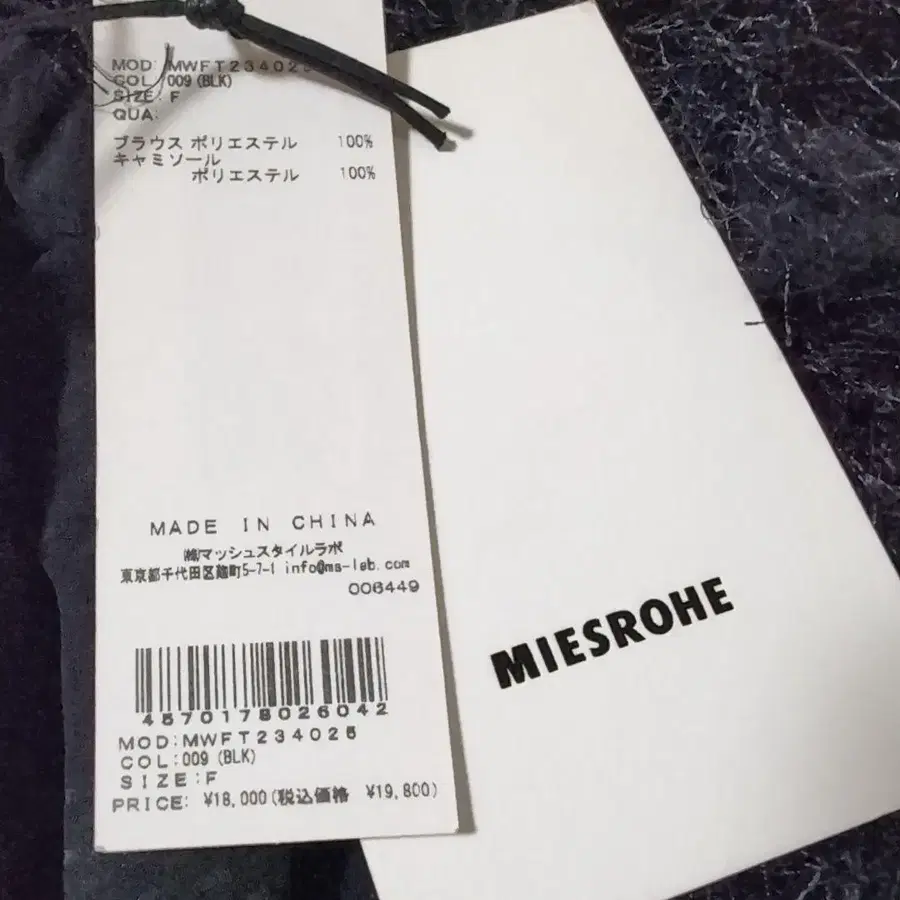 MOD: MWFT234025
COL 009 (BLK)
SIZE: F
QUA:
ブラウス ポリエステル 100%
キャミソール
ポリエステル 100%
MADE IN CHINA
㈱マッシュスタイルラボ
東京都千代田区麹町5-7-1 info@ms-lab.com
006449
4570178026042
MOD:MWFT234025
COL:009 (BLK)
SIZE:F
PRICE: ¥18,000(税込価格 ¥19,800)
MIESROHE